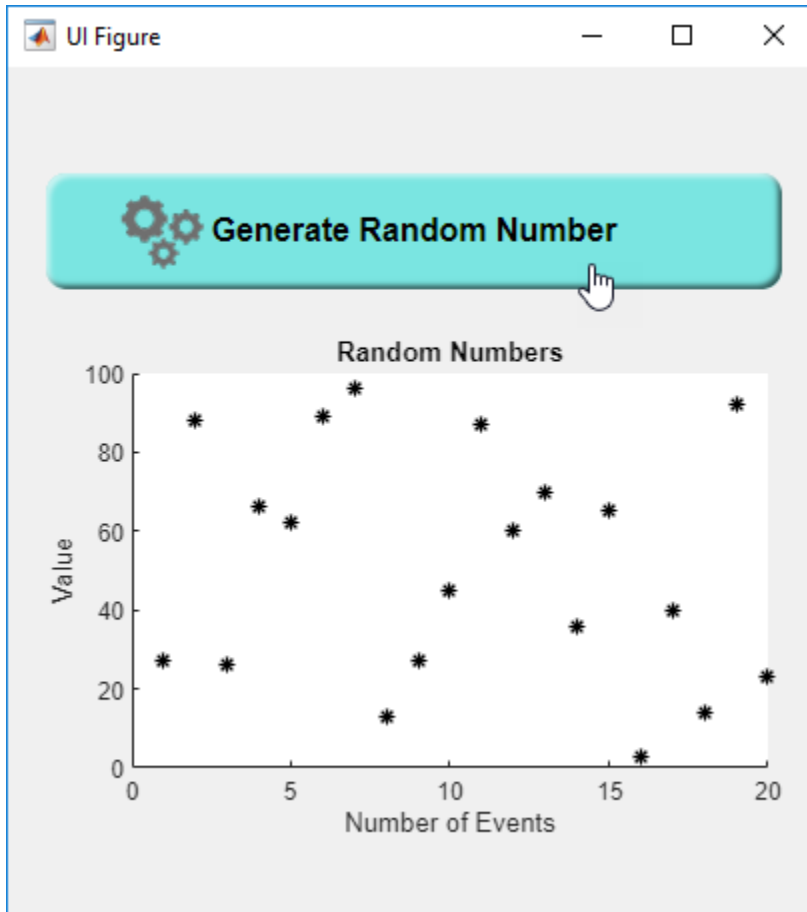 UI Figure
Generate Random Number
Random Numbers
100
80
60
40
20
0
Value
0 5 10 15 20
Number of Events